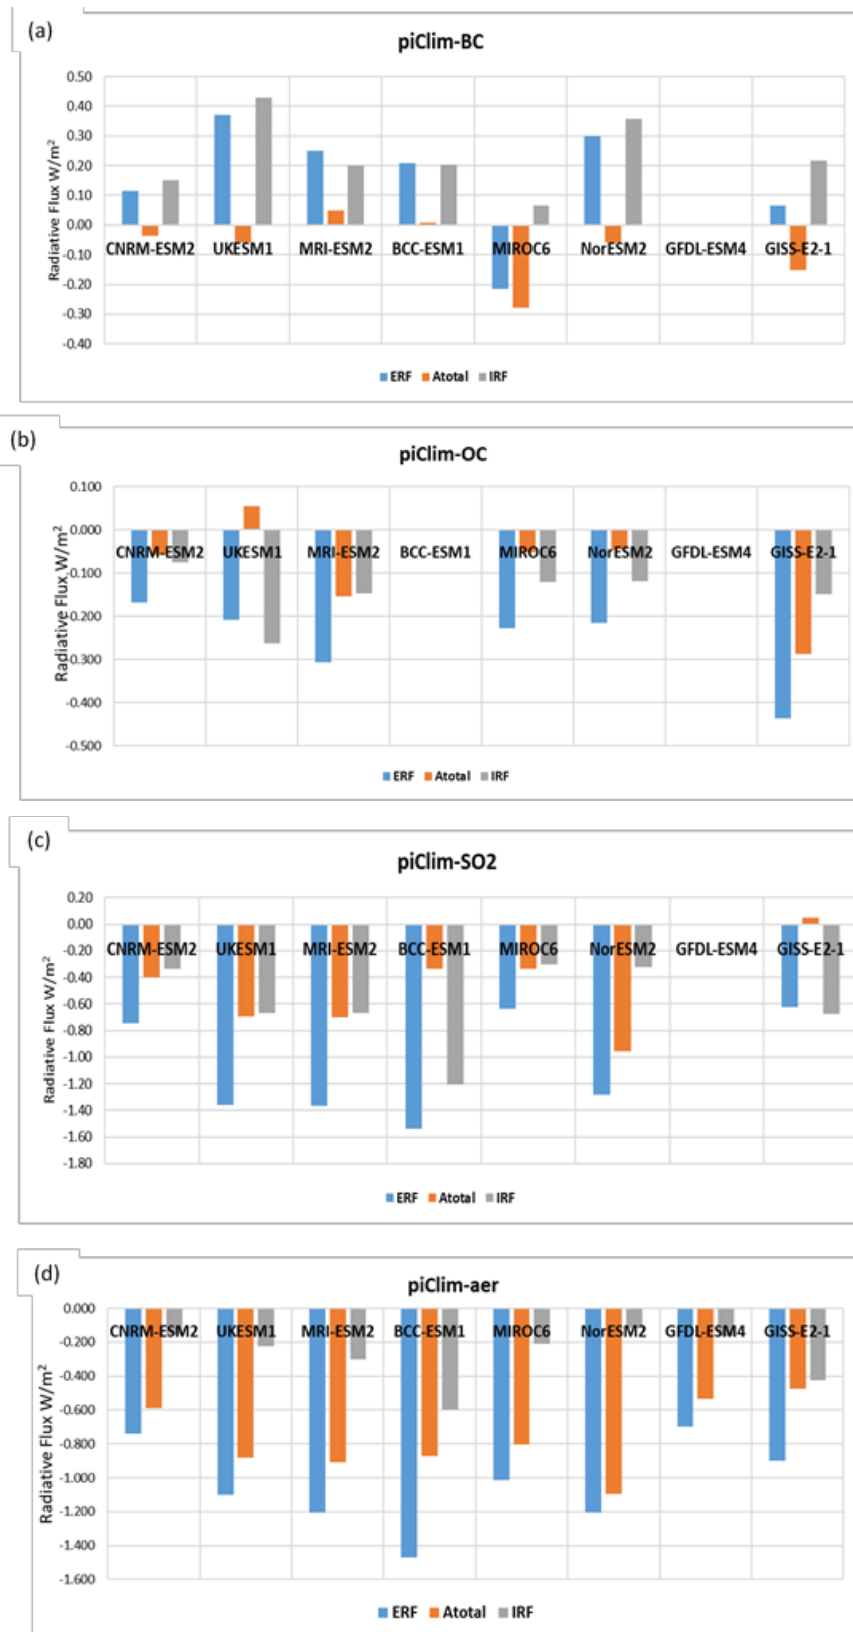 (a)
piClim-BC
0.50
0.40
0.30
0.20
0.10
0.00
-0.10
-0.20
-0.30
-0.40
Radiative Flux W/m²
CNRM-ESM2 UKESM1 MRI-ESM2 BCC-ESM1 MIROC6 NorESM2 GFDL-ESM4 GISS-E2-1
ERF Atotal IRF
(b)
piClim-OC
0.100
0.000
-0.100
-0.200
-0.300
-0.400
-0.500
Radiative Flux W/m²
CNRM-ESM2 UKESM1 MRI-ESM2 BCC-ESM1 MIROC6 NorESM2 GFDL-ESM4 GISS-E2-1
ERF Atotal IRF
(c)
piClim-SO2
0.20
0.00
-0.20
-0.40
-0.60
-0.80
-1.00
-1.20
-1.40
-1.60
-1.80
Radiative Flux W/m²
CNRM-ESM2 UKESM1 MRI-ESM2 BCC-ESM1 MIROC6 NorESM2 GFDL-ESM4 GISS-E2-1
ERF Atotal IRF
(d)
piClim-aer
0.000
-0.200
-0.400
-0.600
-0.800
-1.000
-1.200
-1.400
-1.600
Radiative Flux W/m²
CNRM-ESM2 UKESM1 MRI-ESM2 BCC-ESM1 MIROC6 NorESM2 GFDL-ESM4 GISS-E2-1
ERF Atotal IRF